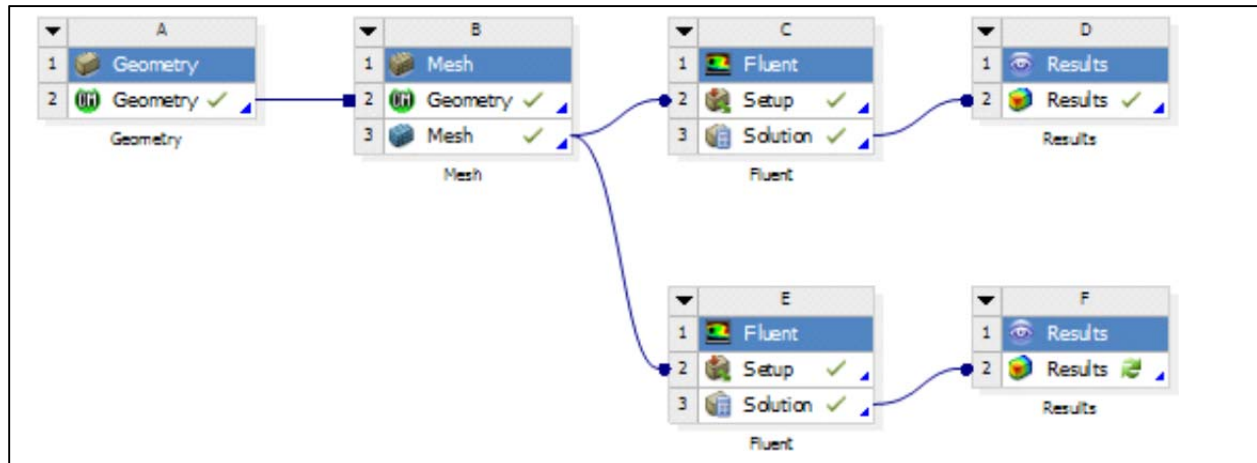 A
1 Geometry
2 Geometry
Geometry
B
1 Mesh
2 Geometry
3 Mesh
Mesh
C
1 Fluent
2 Setup
3 Solution
Fluent
D
1 Results
2 Results
Results
E
1 Fluent
2 Setup
3 Solution
Fluent
F
1 Results
2 Results
Results